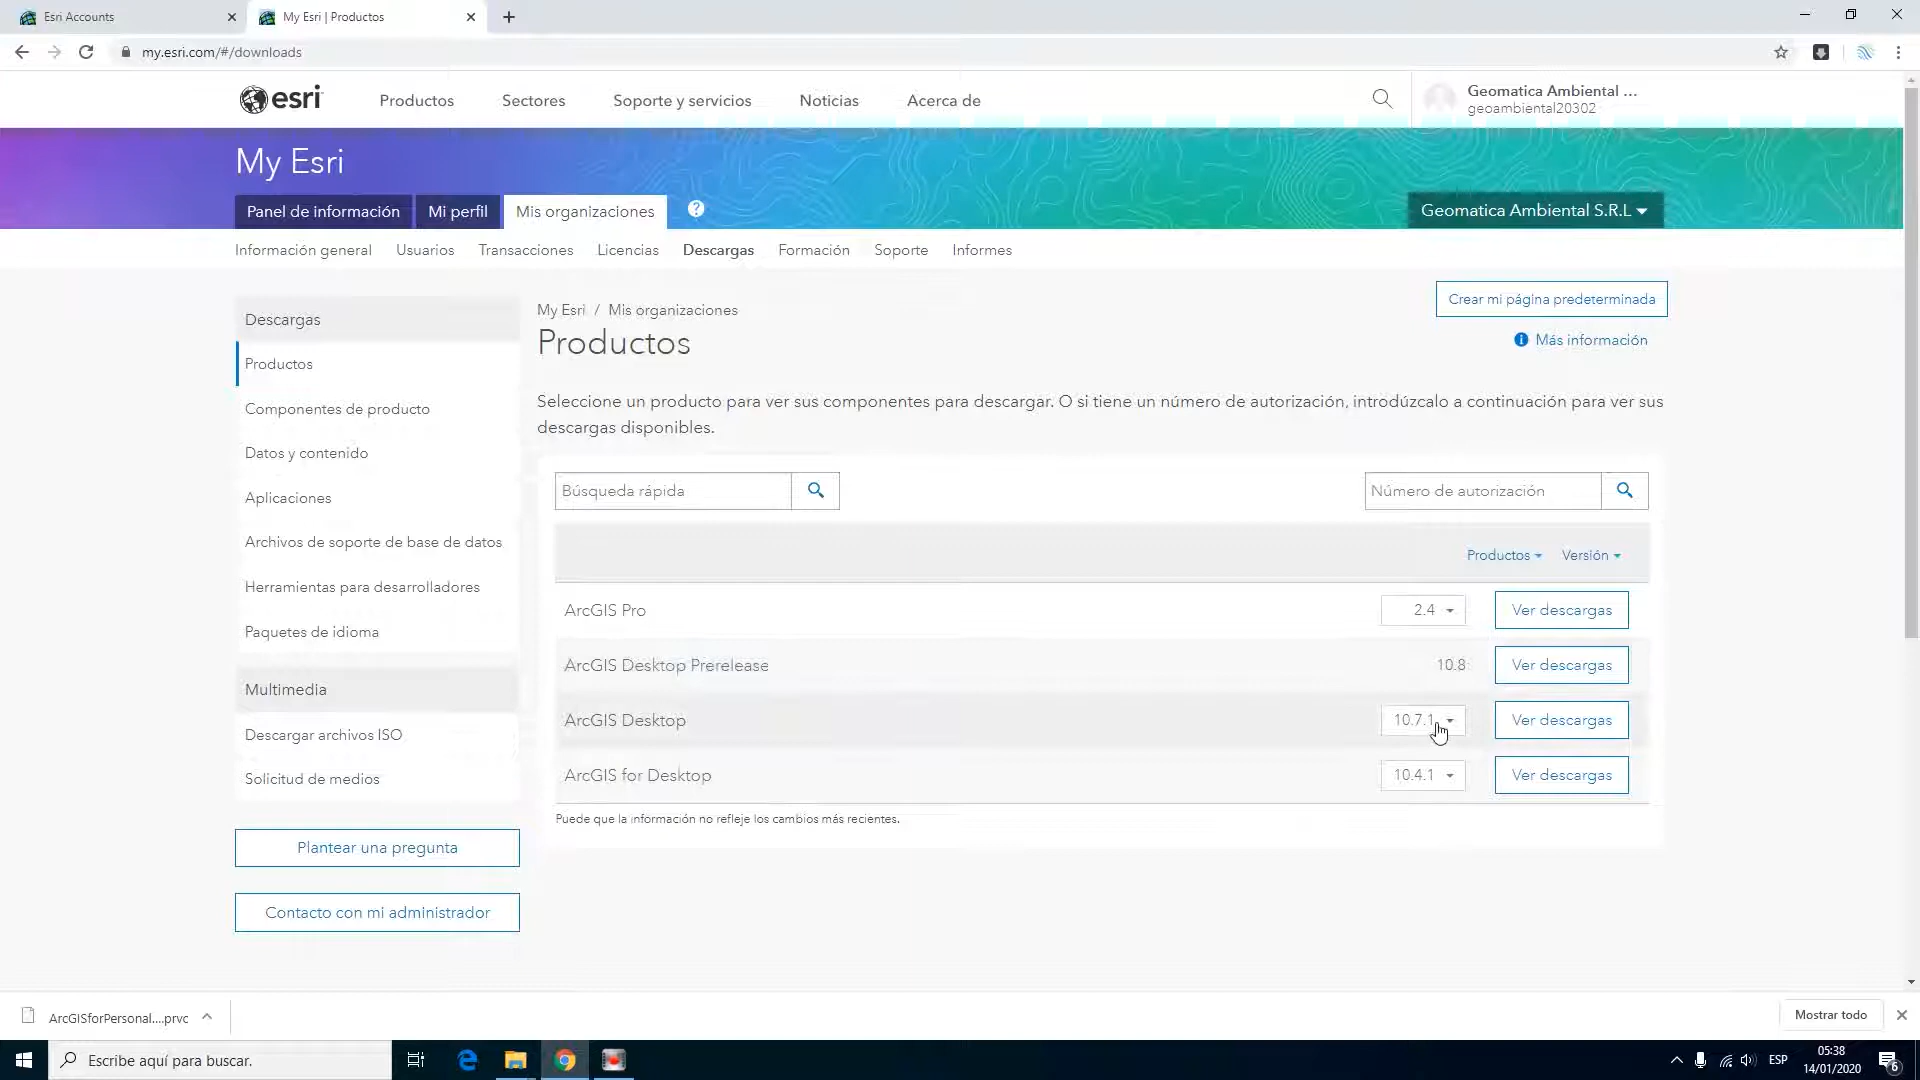 Esri Accounts
My Esri | Productos
my.esri.com/#/downloads
esri
Productos
Sectores
Soporte y servicios
Noticias
Acerca de
Geomatica Ambiental ...
geoambiental20302
My Esri
Panel de información
Mi perfil
Mis organizaciones
?
Geomatica Ambiental S.R.L
Información general
Usuarios
Transacciones
Licencias
Descargas
Formación
Soporte
Informes
Descargas
Productos
Componentes de producto
Datos y contenido
Aplicaciones
Archivos de soporte de base de datos
Herramientas para desarrolladores
Paquetes de idioma
Multimedia
Descargar archivos ISO
Solicitud de medios
Plantear una pregunta
Contacto con mi administrador
My Esri / Mis organizaciones
Productos
Crear mi página predeterminada
Más información
Seleccione un producto para ver sus componentes para descargar. O si tiene un número de autorización, introdúzcalo a continuación para ver sus
descargas disponibles.
Búsqueda rápida
Número de autorización
Productos
Versión
ArcGIS Pro 2.4 Ver descargas
ArcGIS Desktop Prerelease 10.8 Ver descargas
ArcGIS Desktop 10.7.1 Ver descargas
ArcGIS for Desktop 10.4.1 Ver descargas
Puede que la información no refleje los cambios más recientes.
ArcGISforPersonal....prvc
Mostrar todo
Escribe aquí para buscar.
ESP
05:38
14/01/2020
6